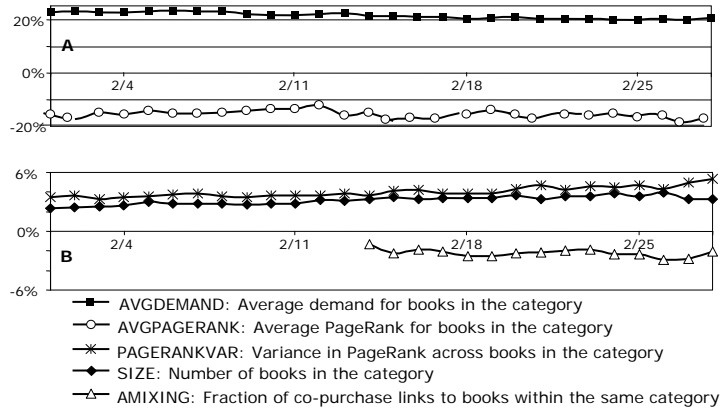 20%
A
0%
2/4 2/11 2/18 2/25
-20%
6%
0%
2/4 2/11 2/18 2/25
B
-6%
AVGDEMAND: Average demand for books in the category
AVGPAGERANK: Average PageRank for books in the category
PAGERANKVAR: Variance in PageRank across books in the category
SIZE: Number of books in the category
AMIXING: Fraction of co-purchase links to books within the same category